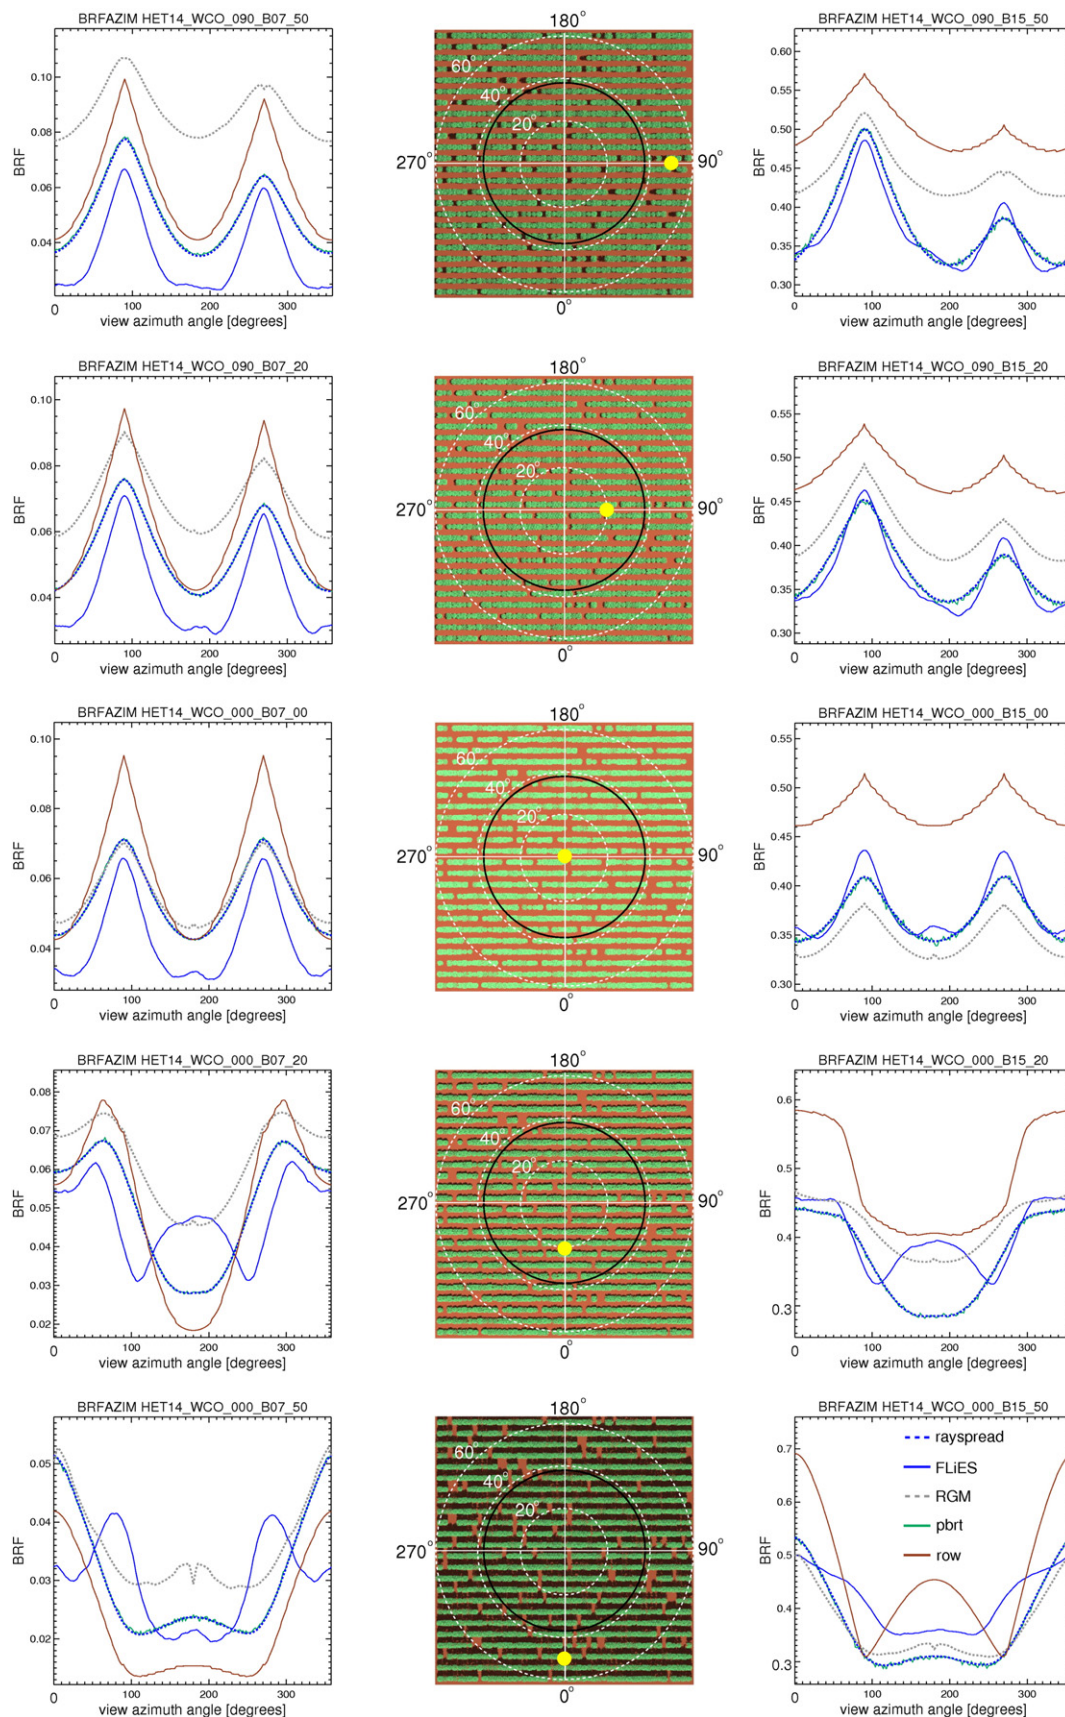 BRFAZIM HET14_WCO_090_B07_50
BRF
0.10
0.08
0.06
0.04
0 100 200 300
view azimuth angle [degrees]
180°
60°
40°
20°
270°
90°
0°
BRFAZIM HET14_WCO_090_B15_50
BRF
0.60
0.55
0.50
0.45
0.40
0.35
0.30
0 100 200 300
view azimuth angle [degrees]
BRFAZIM HET14_WCO_090_B07_20
BRF
0.10
0.08
0.06
0.04
0 100 200 300
view azimuth angle [degrees]
180°
60°
40°
20°
270°
90°
0°
BRFAZIM HET14_WCO_090_B15_20
BRF
0.55
0.50
0.45
0.40
0.35
0.30
0 100 200 300
view azimuth angle [degrees]
BRFAZIM HET14_WCO_000_B07_00
BRF
0.10
0.08
0.06
0.04
0 100 200 300
view azimuth angle [degrees]
180°
60°
40°
20°
270°
90°
0°
BRFAZIM HET14_WCO_000_B15_00
BRF
0.55
0.50
0.45
0.40
0.35
0.30
0 100 200 300
view azimuth angle [degrees]
BRFAZIM HET14_WCO_000_B07_20
BRF
0.08
0.07
0.06
0.05
0.04
0.03
0.02
0 100 200 300
view azimuth angle [degrees]
180°
60°
40°
20°
270°
90°
0°
BRFAZIM HET14_WCO_000_B15_20
BRF
0.6
0.5
0.4
0.3
0 100 200 300
view azimuth angle [degrees]
BRFAZIM HET14_WCO_000_B07_50
BRF
0.05
0.04
0.03
0.02
0 100 200 300
view azimuth angle [degrees]
180°
60°
40°
20°
270°
90°
0°
BRFAZIM HET14_WCO_000_B15_50
BRF
0.7
0.6
0.5
0.4
0.3
rayspread
FLiES
RGM
pbrt
row
0 100 200 300
view azimuth angle [degrees]